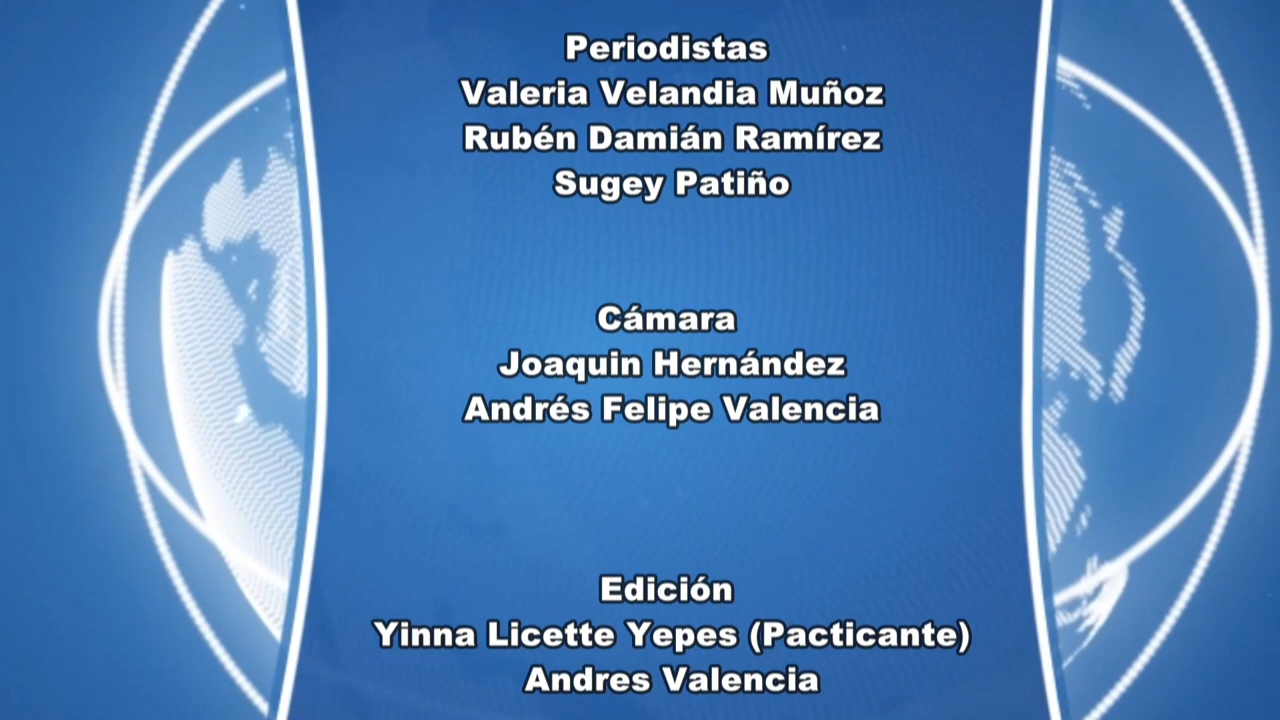 Periodistas
Valeria Velandia Muñoz
Rubén Damián Ramírez
Sugey Patiño
Cámara
Joaquin Hernández
Andrés Felipe Valencia
Edición
Yinna Licette Yepes (Pacticante)
Andres Valencia